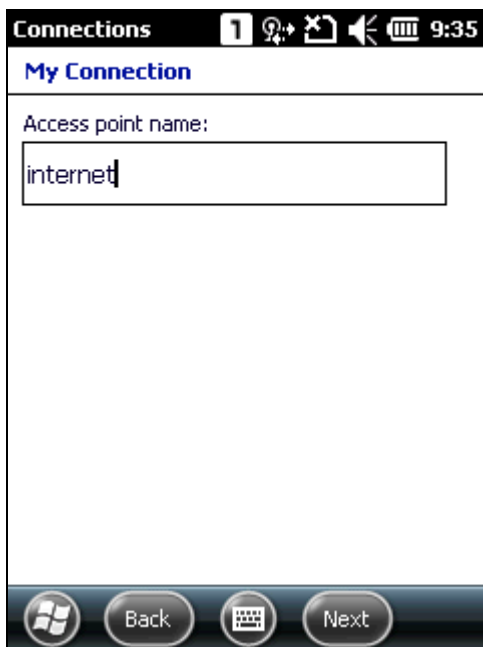 Connections 1 9:35
My Connection
Access point name:
internet
Back Next